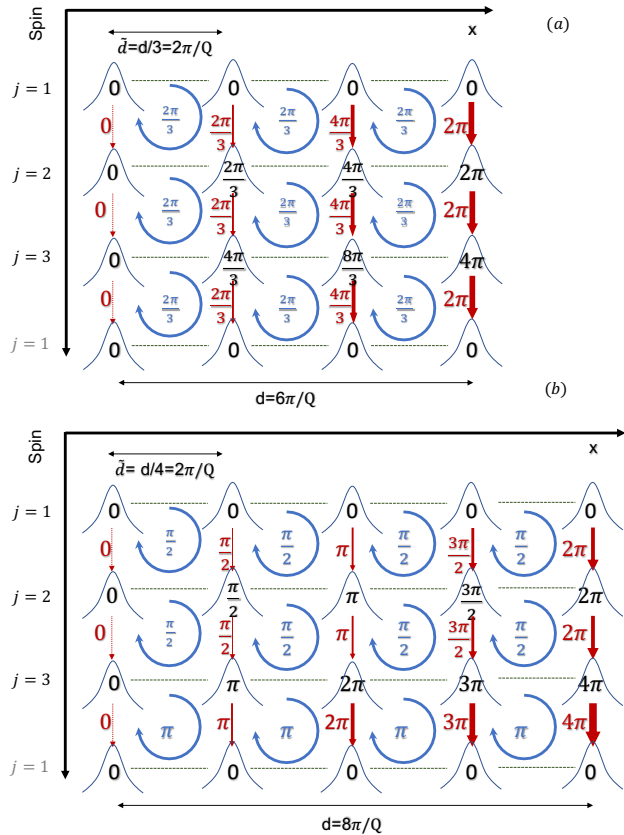 Spin
(a)
x
d̃=d/3=2π/Q
j = 1
0 0 0 0
2π/3 2π/3 2π/3
0 2π/3 4π/3 2π
j = 2
0 2π/3 4π/3 2π
2π/3 2π/3 2π/3
0 2π/3 4π/3 2π
j = 3
0 4π/3 8π/3 4π
2π/3 2π/3 2π/3
0 2π/3 4π/3 2π
j = 1
0 0 0 0
d=6π/Q
(b)
Spin
x
d̃= d/4=2π/Q
j = 1
0 0 0 0 0
π/2 π/2 π/2 π/2
0 π/2 π 3π/2 2π
j = 2
0 π/2 π 3π/2 2π
π/2 π/2 π/2 π/2
0 π/2 π 3π/2 2π
j = 3
0 π 2π 3π 4π
π π π π
0 π 2π 3π 4π
j = 1
0 0 0 0 0
d=8π/Q